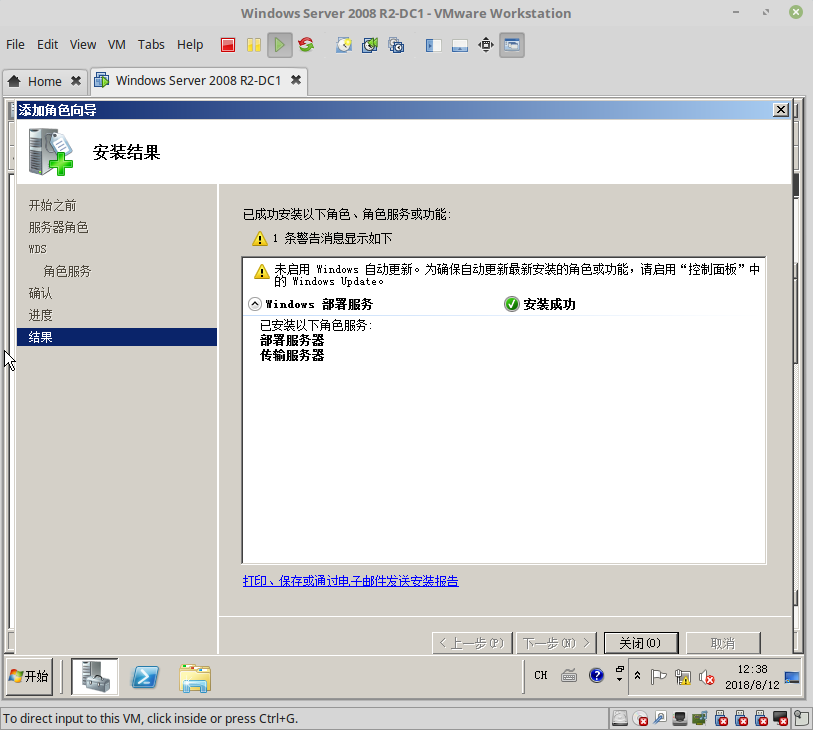 Windows Server 2008 R2-DC1 - VMware Workstation
File Edit View VM Tabs Help
Home Windows Server 2008 R2-DC1
添加角色向导
安装结果
开始之前
服务器角色
WDS
角色服务
确认
进度
结果
已成功安装以下角色、角色服务或功能:
1 条警告消息显示如下
未启用 Windows 自动更新。为确保自动更新最新安装的角色或功能，请启用“控制面板”中
的 Windows Update。
Windows 部署服务 安装成功
已安装以下角色服务:
部署服务器
传输服务器
打印、保存或通过电子邮件发送安装报告
< 上一步(P) 下一步(N) > 关闭(O) 取消
开始 CH 12:38
2018/8/12
To direct input to this VM, click inside or press Ctrl+G.